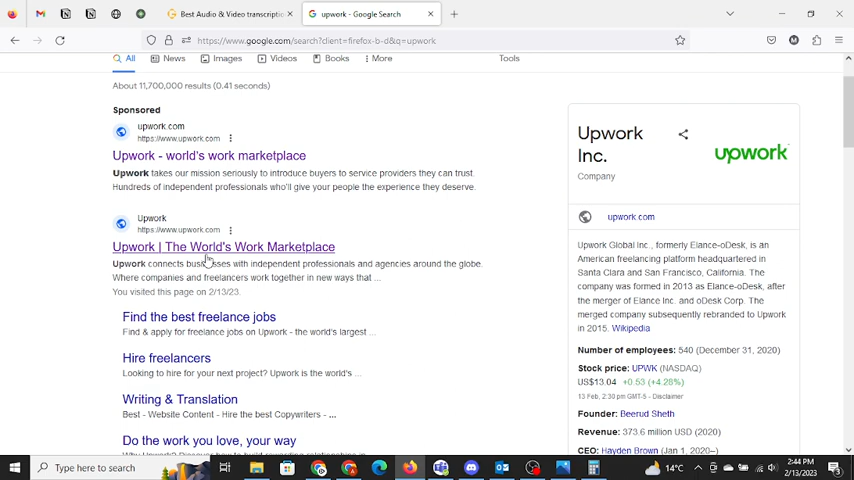 Best Audio & Video transcriptio
upwork - Google Search
https://www.google.com/search?client=firefox-b-d&q=upwork
All
News
Images
Videos
Books
More
Tools
About 11,700,000 results (0.41 seconds)
Sponsored
upwork.com
https://www.upwork.com
Upwork - world's work marketplace
Upwork takes our mission seriously to introduce buyers to service providers they can trust.
Hundreds of independent professionals who'll give your people the experience they deserve.
Upwork
https://www.upwork.com
Upwork | The World's Work Marketplace
Upwork connects businesses with independent professionals and agencies around the globe.
Where companies and freelancers work together in new ways that ...
You visited this page on 2/13/23.
Find the best freelance jobs
Find & apply for freelance jobs on Upwork - the world's largest ...
Hire freelancers
Looking to hire for your next project? Upwork is the world's ...
Writing & Translation
Best - Website Content - Hire the best Copywriters - ...
Do the work you love, your way
Upwork
Inc.
Company
upwork
upwork.com
Upwork Global Inc., formerly Elance-oDesk, is an
American freelancing platform headquartered in
Santa Clara and San Francisco, California. The
company was formed in 2013 as Elance-oDesk, after
the merger of Elance Inc. and oDesk Corp. The
merged company subsequently rebranded to Upwork
in 2015. Wikipedia
Number of employees: 540 (December 31, 2020)
Stock price: UPWK (NASDAQ)
US$13.04 +0.53 (+4.28%)
13 Feb, 2:30 pm GMT-5 - Disclaimer
Founder: Beerud Sheth
Revenue: 373.6 million USD (2020)
CEO: Hayden Brown (Jan 1, 2020–)
Type here to search
14°C
2:44 PM
2/13/2023
3